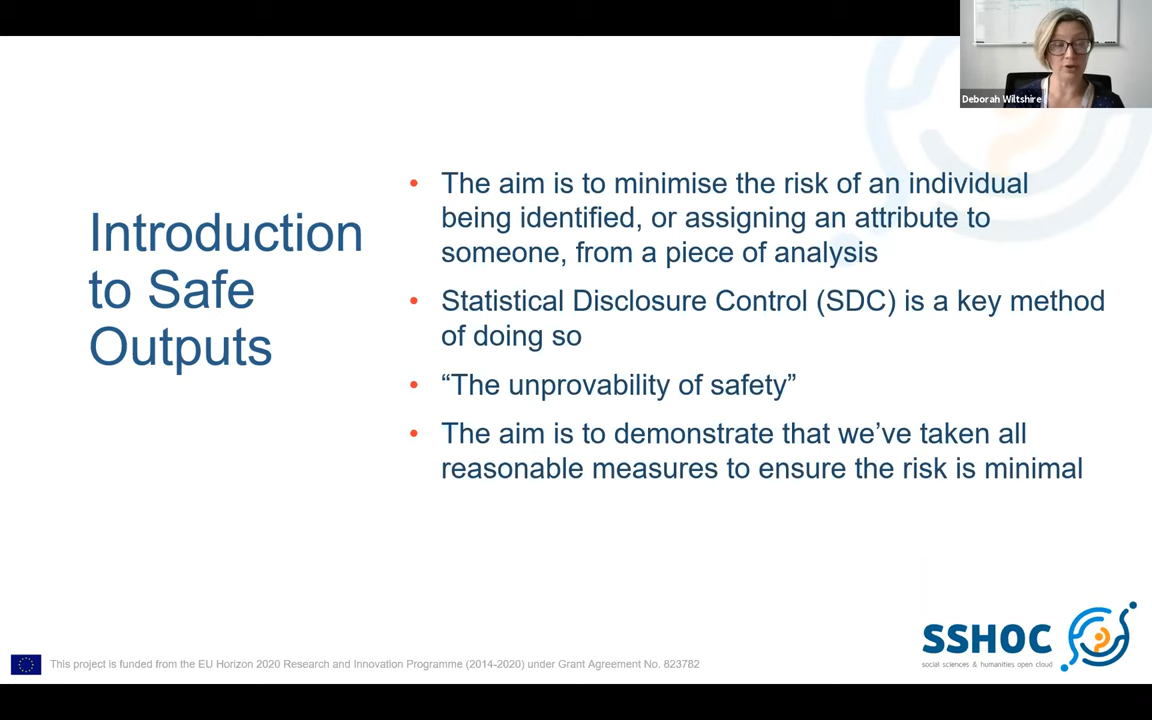 Deborah Wiltshire
Introduction
to Safe
Outputs
• The aim is to minimise the risk of an individual
being identified, or assigning an attribute to
someone, from a piece of analysis
• Statistical Disclosure Control (SDC) is a key method
of doing so
• “The unprovability of safety”
• The aim is to demonstrate that we’ve taken all
reasonable measures to ensure the risk is minimal
SSHOC
social sciences & humanities open cloud
This project is funded from the EU Horizon 2020 Research and Innovation Programme (2014-2020) under Grant Agreement No. 823782